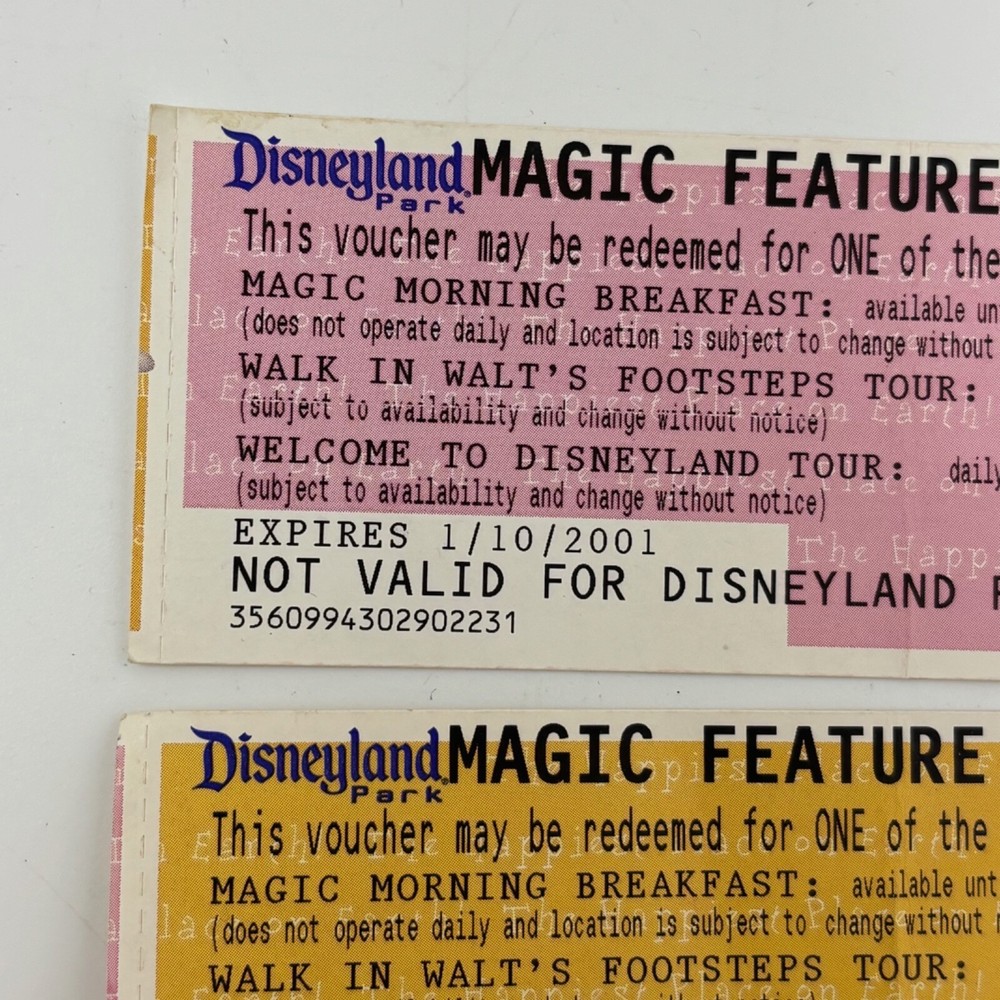 Disneyland Park MAGIC FEATURE
This voucher may be redeemed for ONE of the
MAGIC MORNING BREAKFAST: available un
(does not operate daily and location is subject to change without
WALK IN WALT'S FOOTSTEPS TOUR:
(subject to availability and change without notice)
WELCOME TO DISNEYLAND TOUR: daily
(subject to availability and change without notice)
EXPIRES 1/10/2001
The Happ
NOT VALID FOR DISNEYLAND
3560994302902231
Disneyland Park MAGIC FEATURE
This voucher may be redeemed for ONE of the
MAGIC MORNING BREAKFAST: available unt
(does not operate daily and location is subject to change without
WALK IN WALT'S FOOTSTEPS TOUR: